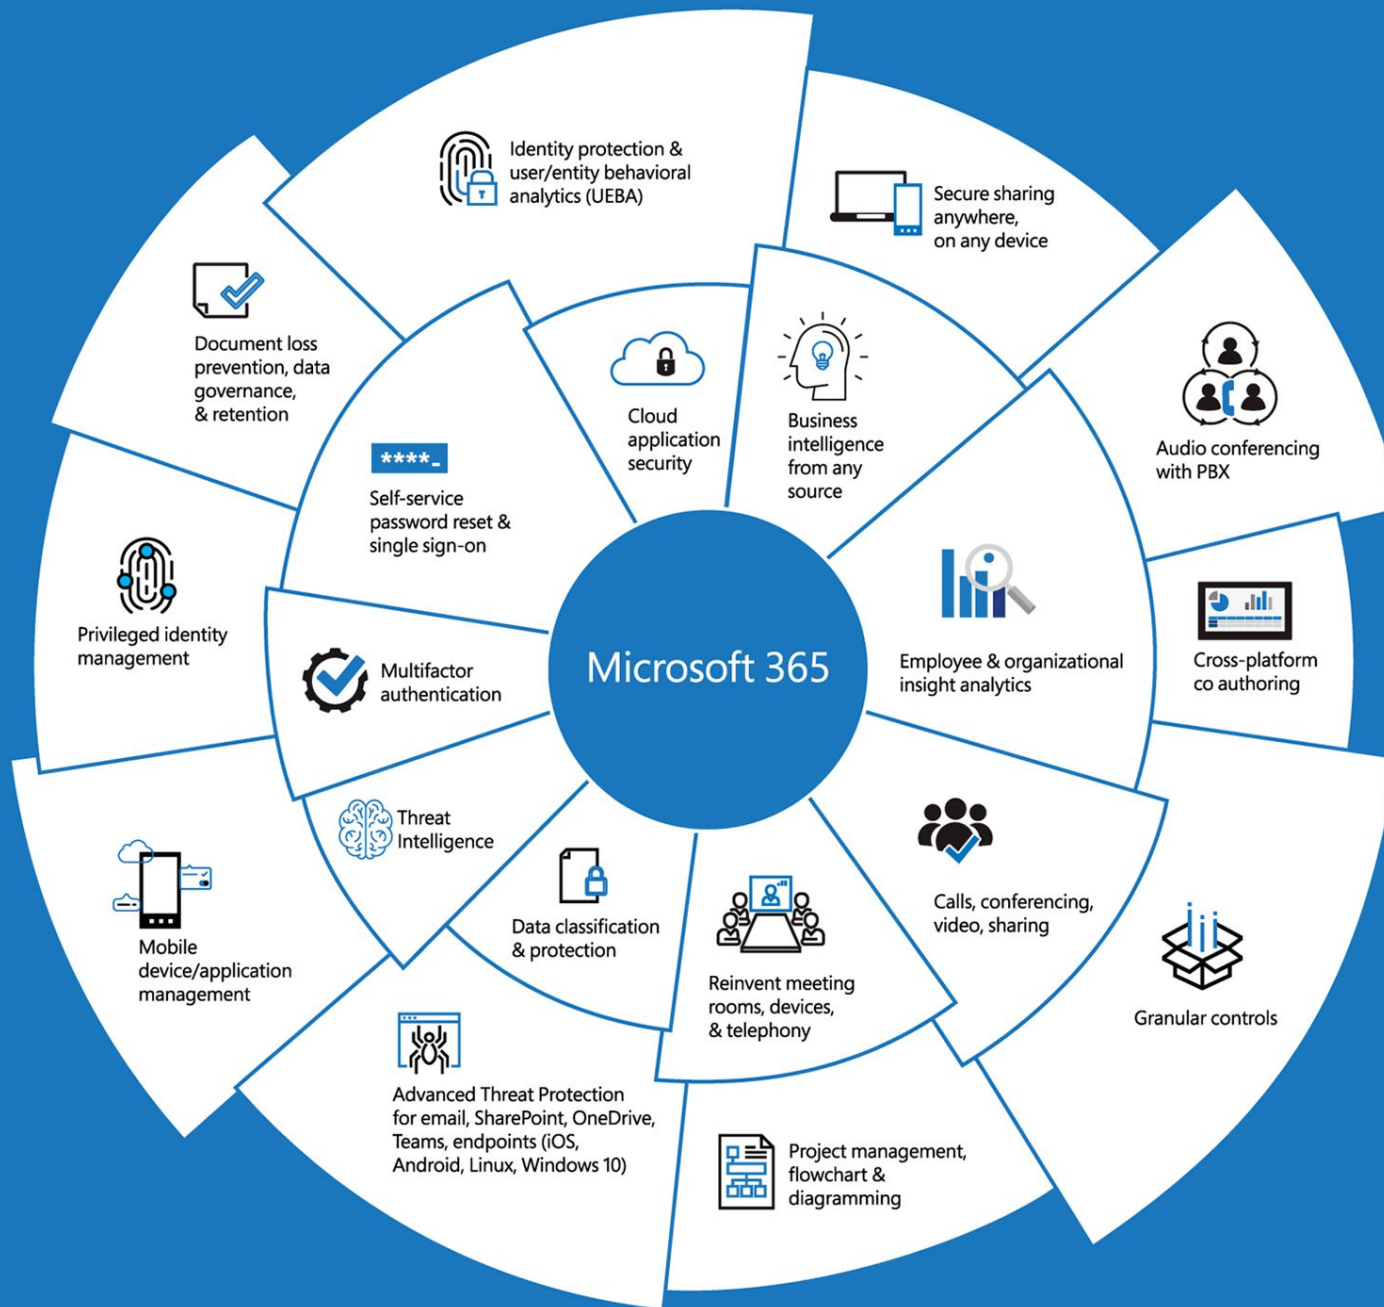 Identity protection &
user/entity behavioral
analytics (UEBA)
Secure sharing
anywhere,
on any device
Document loss
prevention, data
governance,
& retention
Cloud
application
security
Business
intelligence
from any
source
Audio conferencing
with PBX
****_
Self-service
password reset &
single sign-on
Privileged identity
management
Multifactor
authentication
Microsoft 365
Employee & organizational
insight analytics
Cross-platform
co authoring
Threat
Intelligence
Data classification
& protection
Reinvent meeting
rooms, devices,
& telephony
Calls, conferencing,
video, sharing
Mobile
device/application
management
Granular controls
Advanced Threat Protection
for email, SharePoint, OneDrive,
Teams, endpoints (iOS,
Android, Linux, Windows 10)
Project management,
flowchart &
diagramming